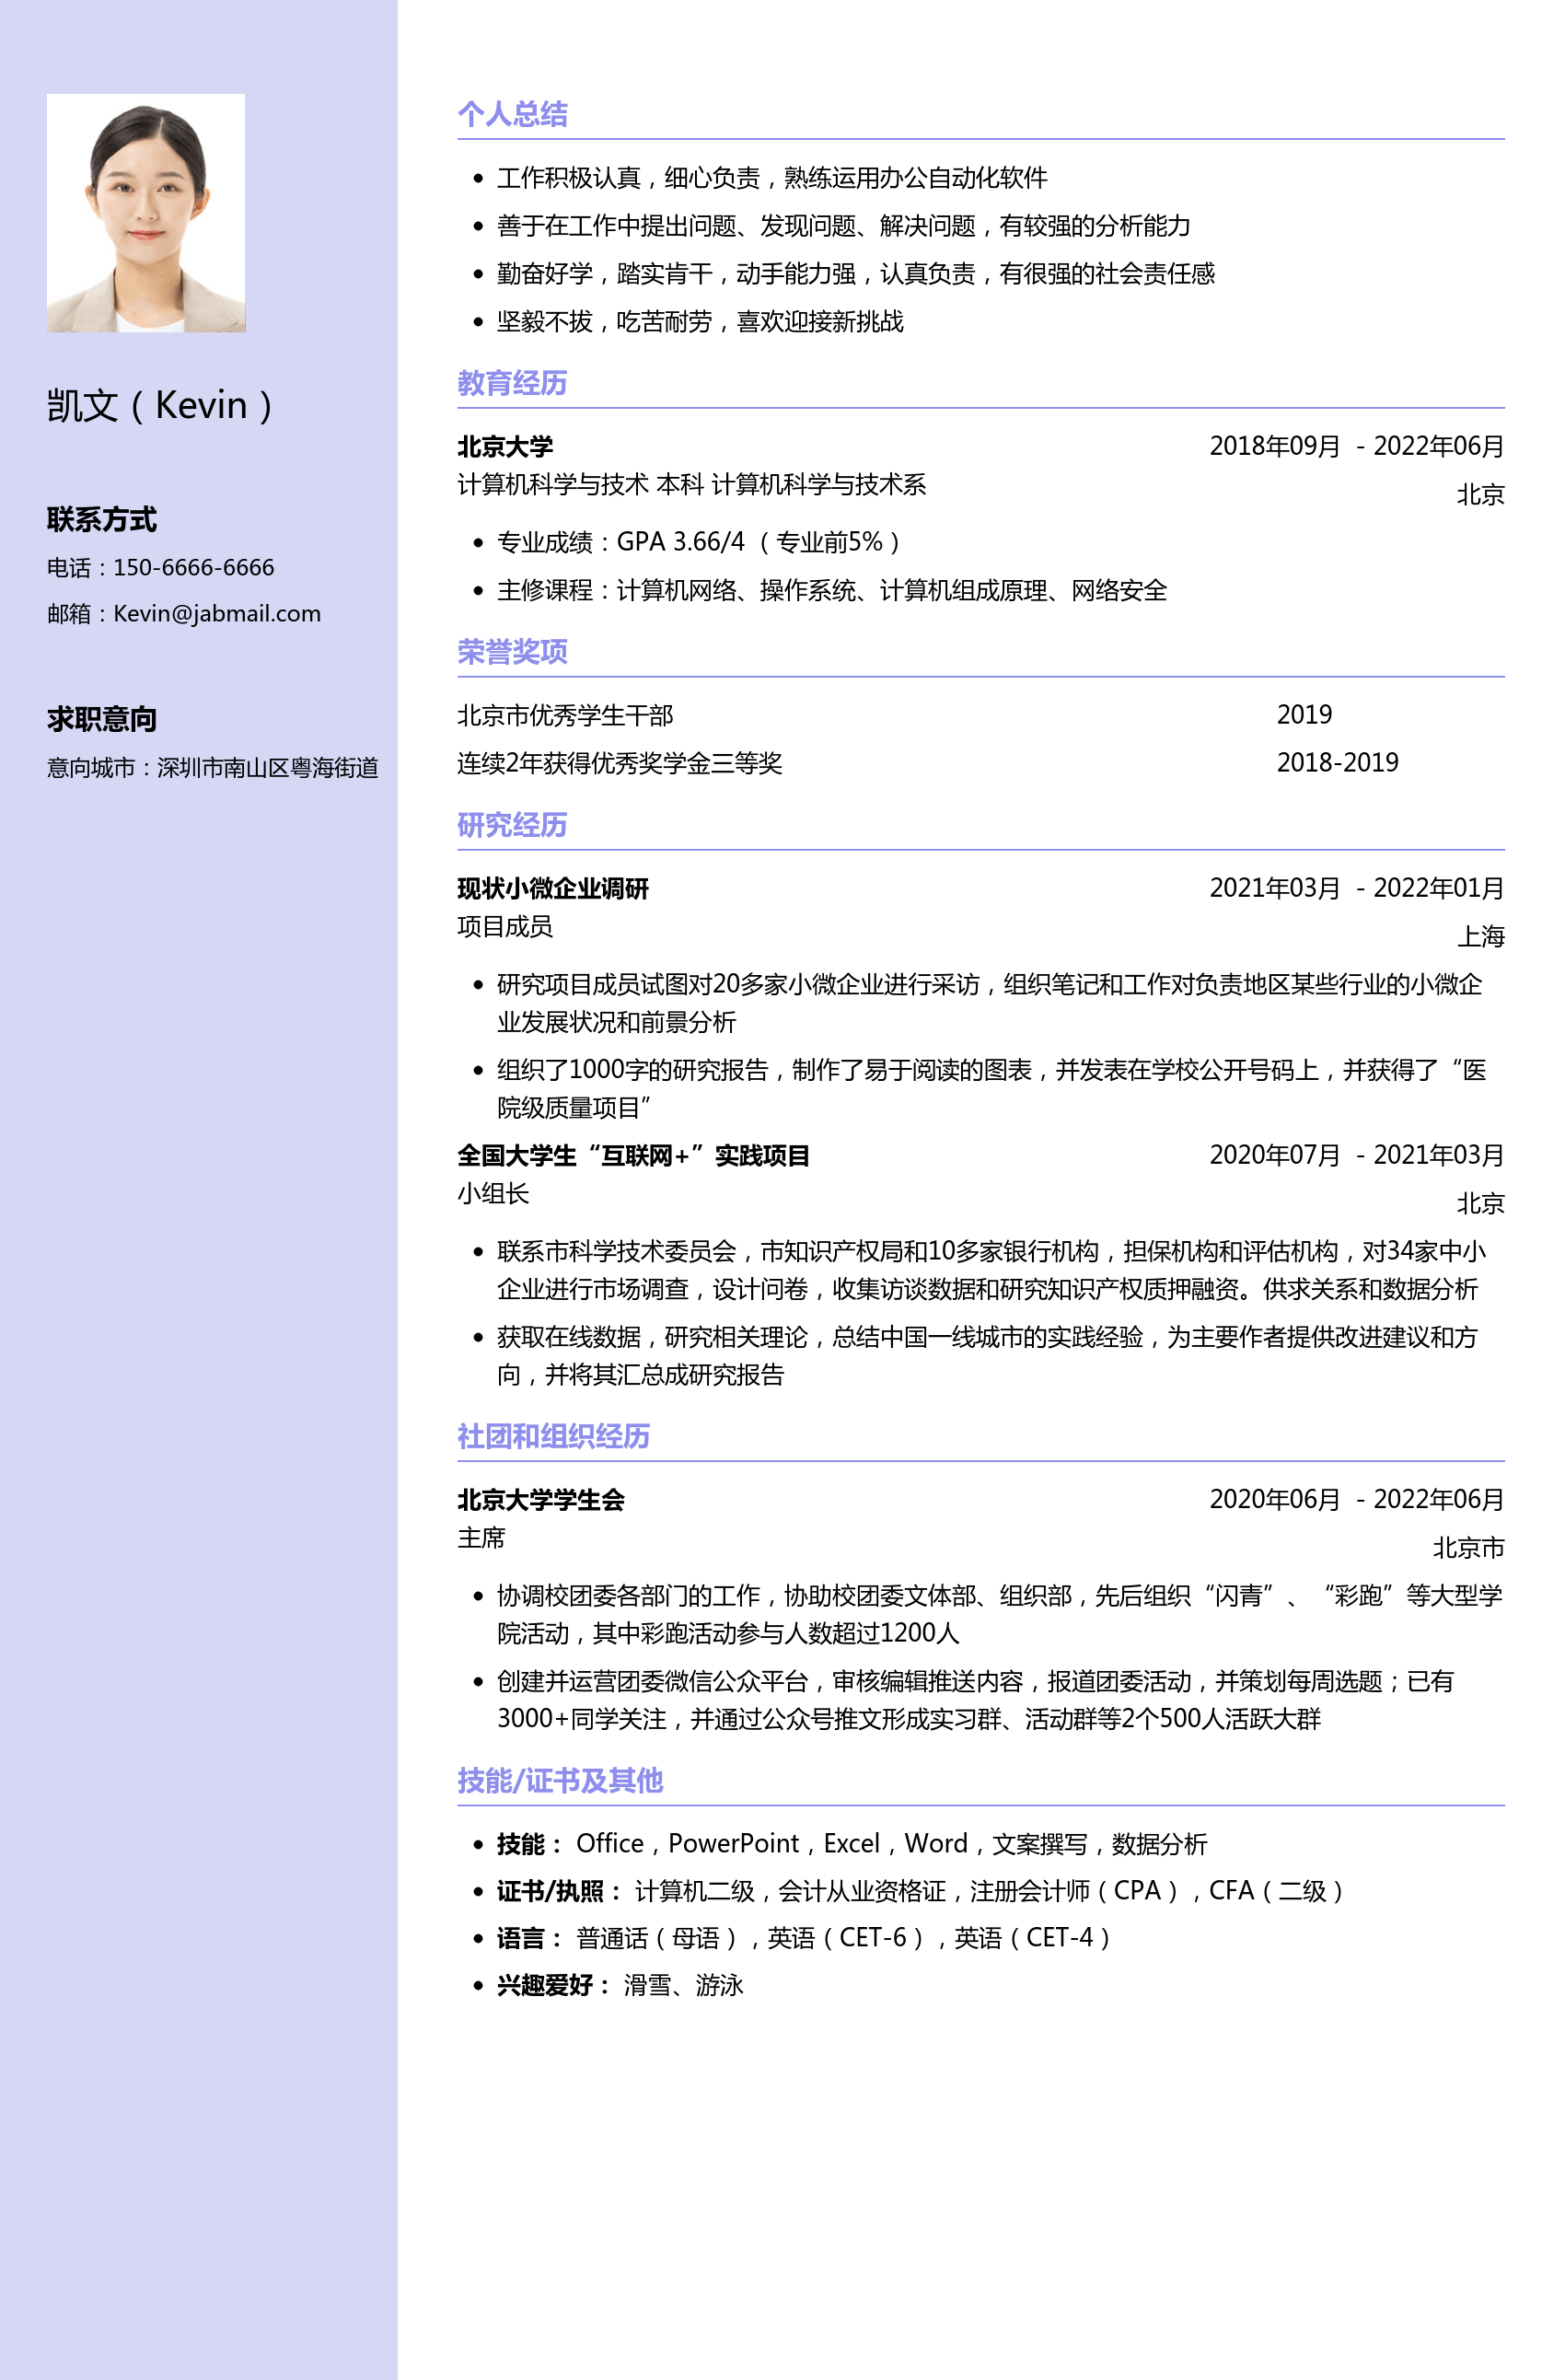 凯文（Kevin）
联系方式
电话：150-6666-6666
邮箱：Kevin@jabmail.com
求职意向
意向城市：深圳市南山区粤海街道
个人总结
• 工作积极认真，细心负责，熟练运用办公自动化软件
• 善于在工作中提出问题、发现问题、解决问题，有较强的分析能力
• 勤奋好学，踏实肯干，动手能力强，认真负责，有很强的社会责任感
• 坚毅不拔，吃苦耐劳，喜欢迎接新挑战
教育经历
北京大学 2018年09月 - 2022年06月
计算机科学与技术 本科 计算机科学与技术系 北京
• 专业成绩：GPA 3.66/4 （专业前5%）
• 主修课程：计算机网络、操作系统、计算机组成原理、网络安全
荣誉奖项
北京市优秀学生干部 2019
连续2年获得优秀奖学金三等奖 2018-2019
研究经历
现状小微企业调研 2021年03月 - 2022年01月
项目成员 上海
• 研究项目成员试图对20多家小微企业进行采访，组织笔记和工作对负责地区某些行业的小微企
业发展状况和前景分析
• 组织了1000字的研究报告，制作了易于阅读的图表，并发表在学校公开号码上，并获得了“医
院级质量项目”
全国大学生“互联网+”实践项目 2020年07月 - 2021年03月
小组长 北京
• 联系市科学技术委员会，市知识产权局和10多家银行机构，担保机构和评估机构，对34家中小
企业进行市场调查，设计问卷，收集访谈数据和研究知识产权质押融资。供求关系和数据分析
• 获取在线数据，研究相关理论，总结中国一线城市的实践经验，为主要作者提供改进建议和方
向，并将其汇总成研究报告
社团和组织经历
北京大学学生会 2020年06月 - 2022年06月
主席 北京市
• 协调校团委各部门的工作，协助校团委文体部、组织部，先后组织“闪青”、“彩跑”等大型学
院活动，其中彩跑活动参与人数超过1200人
• 创建并运营团委微信公众平台，审核编辑推送内容，报道团委活动，并策划每周选题；已有
3000+同学关注，并通过公众号推文形成实习群、活动群等2个500人活跃大群
技能/证书及其他
• 技能： Office，PowerPoint，Excel，Word，文案撰写，数据分析
• 证书/执照： 计算机二级，会计从业资格证，注册会计师（CPA），CFA（二级）
• 语言： 普通话（母语），英语（CET-6），英语（CET-4）
• 兴趣爱好： 滑雪、游泳